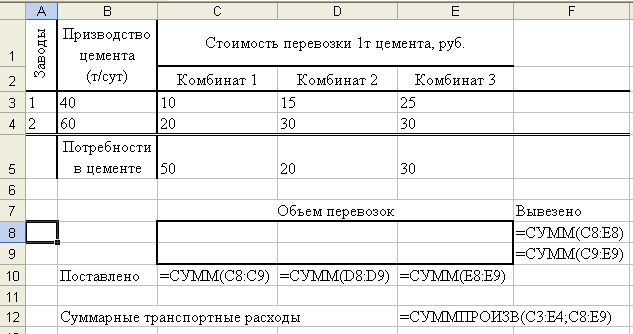 A B C D E F
1 Заводы Призводство цемента (т/сут) Стоимость перевозки 1т цемента, руб.
2 Комбинат 1 Комбинат 2 Комбинат 3
3 1 40 10 15 25
4 2 60 20 30 30
5 Потребности в цементе 50 20 30
6
7 Объем перевозок Вывезено
8 =СУММ(C8:E8)
9 =СУММ(C9:E9)
10 Поставлено =СУММ(C8:C9) =СУММ(D8:D9) =СУММ(E8:E9)
11
12 Суммарные транспортные расходы =СУММПРОИЗВ(C3:E4;C8:E9)